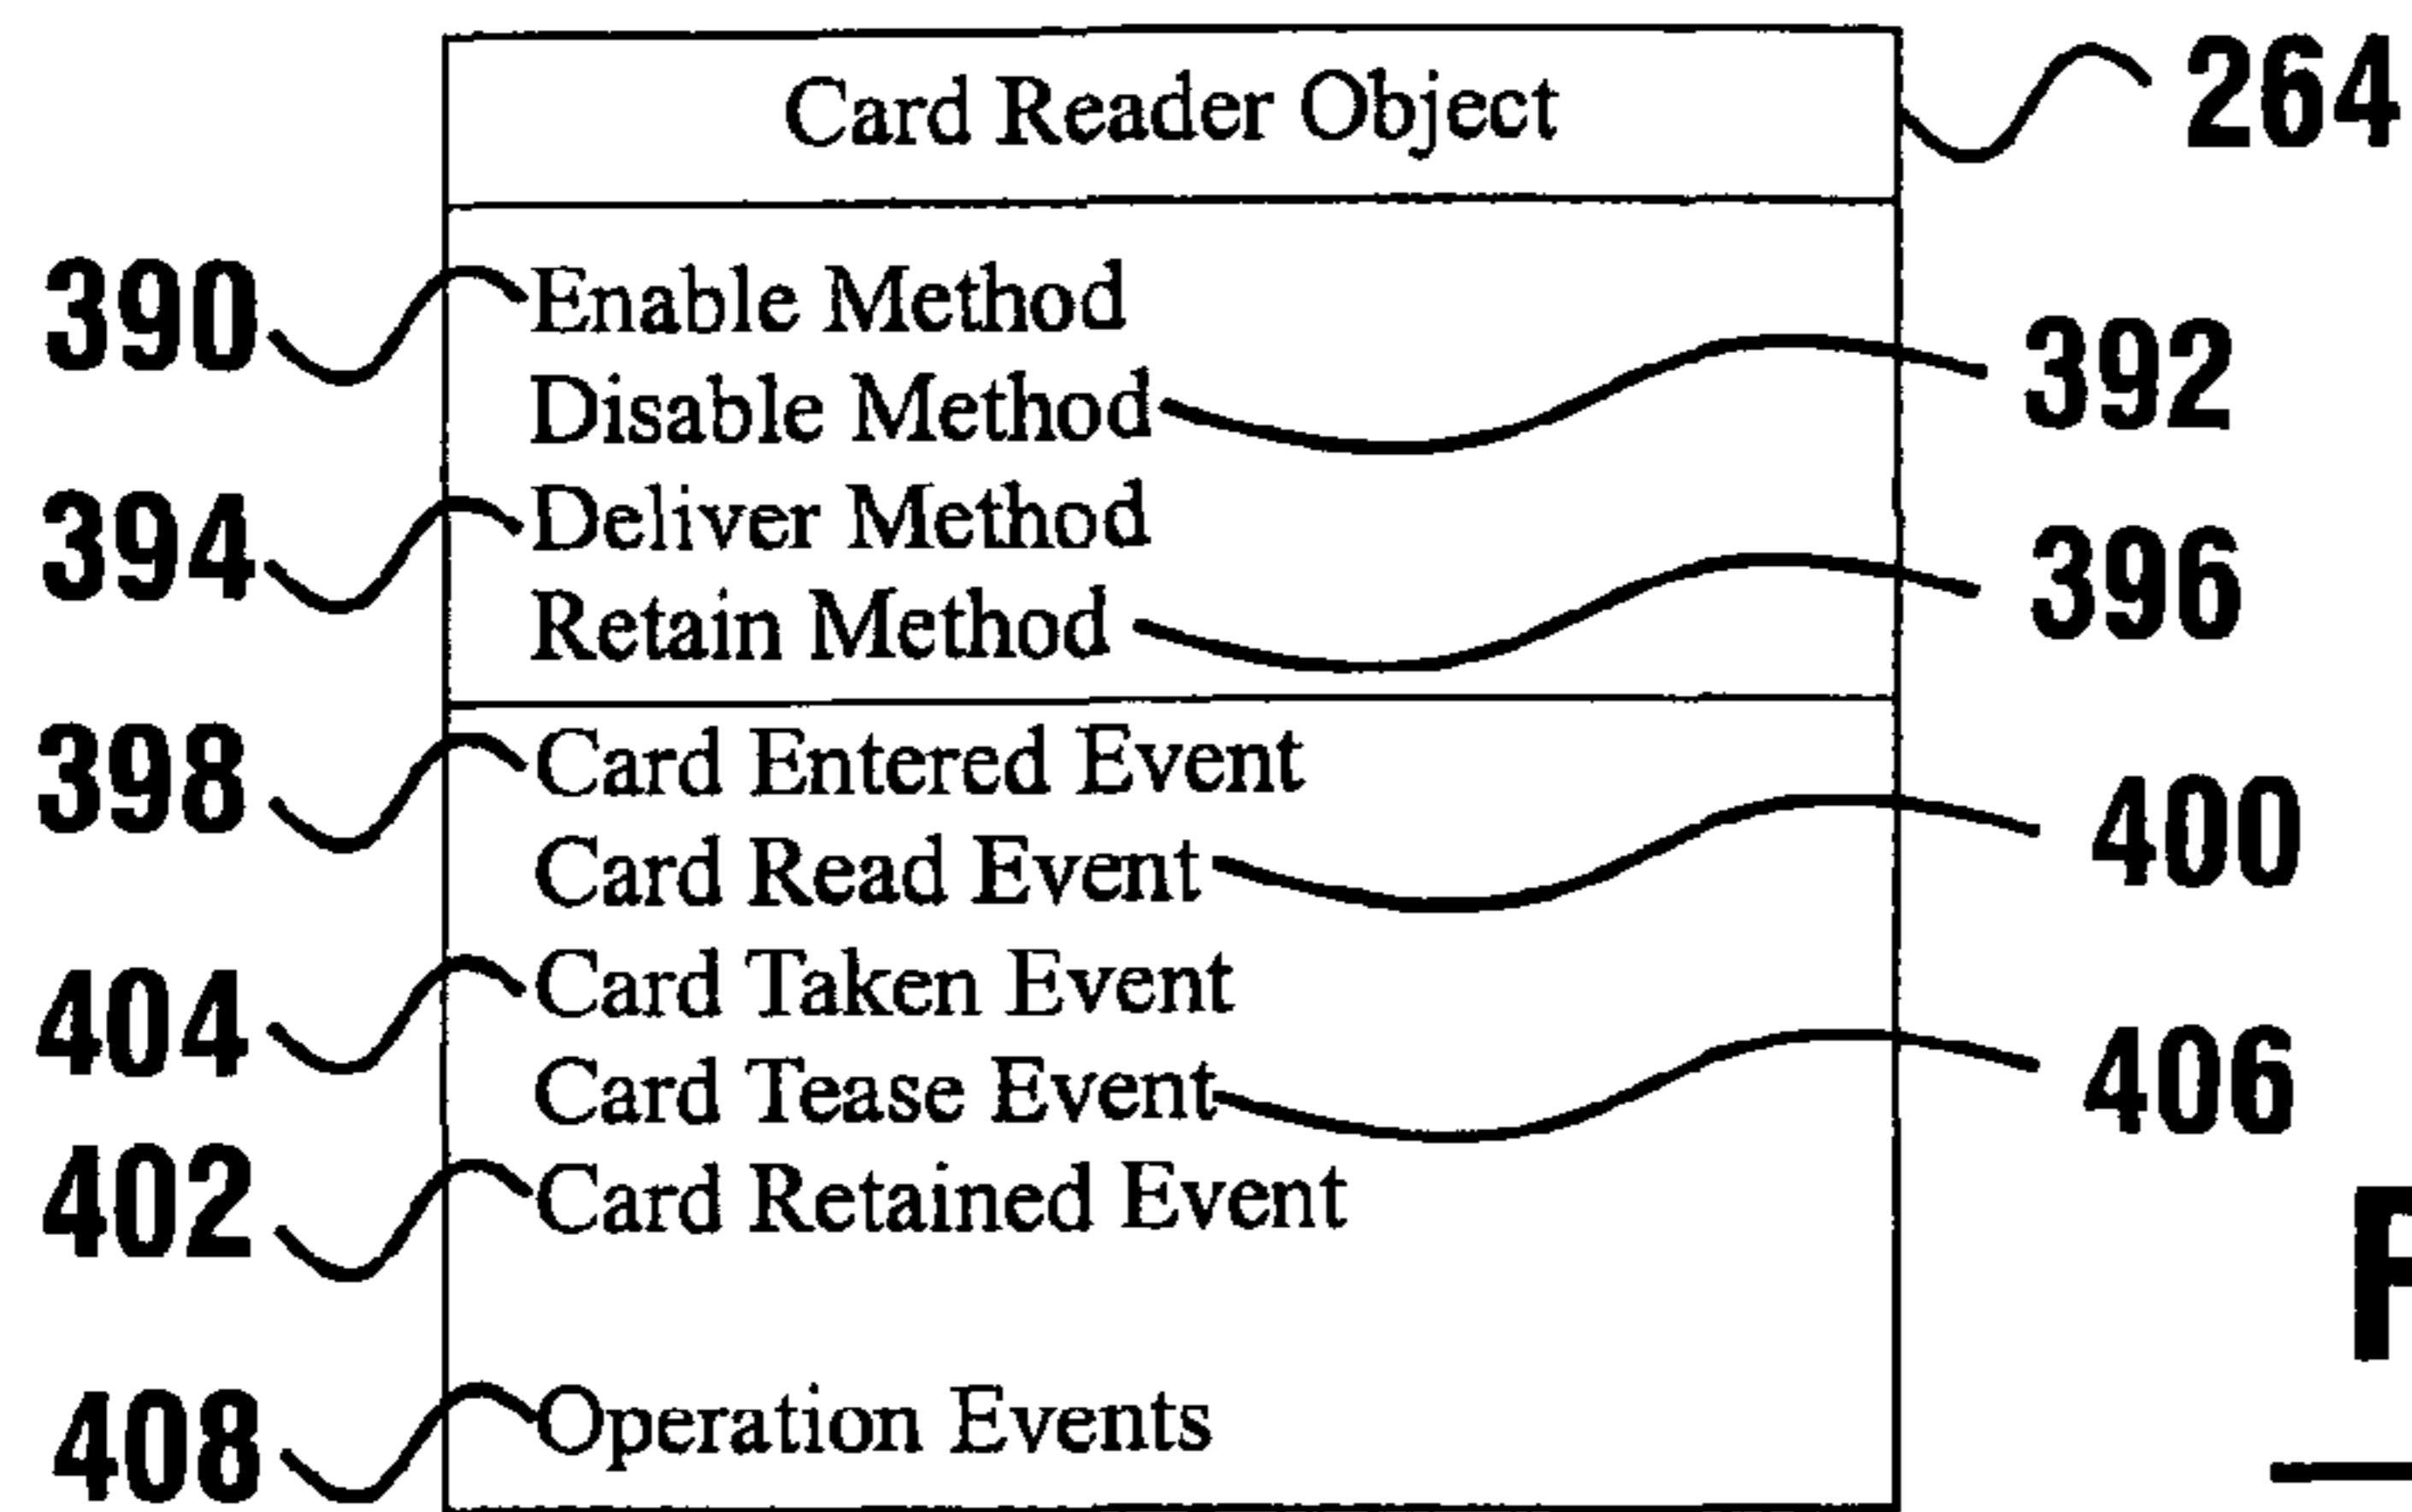 Card Reader Object 264
390 Enable Method
Disable Method 392
394 Deliver Method
Retain Method 396
398 Card Entered Event
Card Read Event 400
404 Card Taken Event
Card Tease Event 406
402 Card Retained Event
408 Operation Events